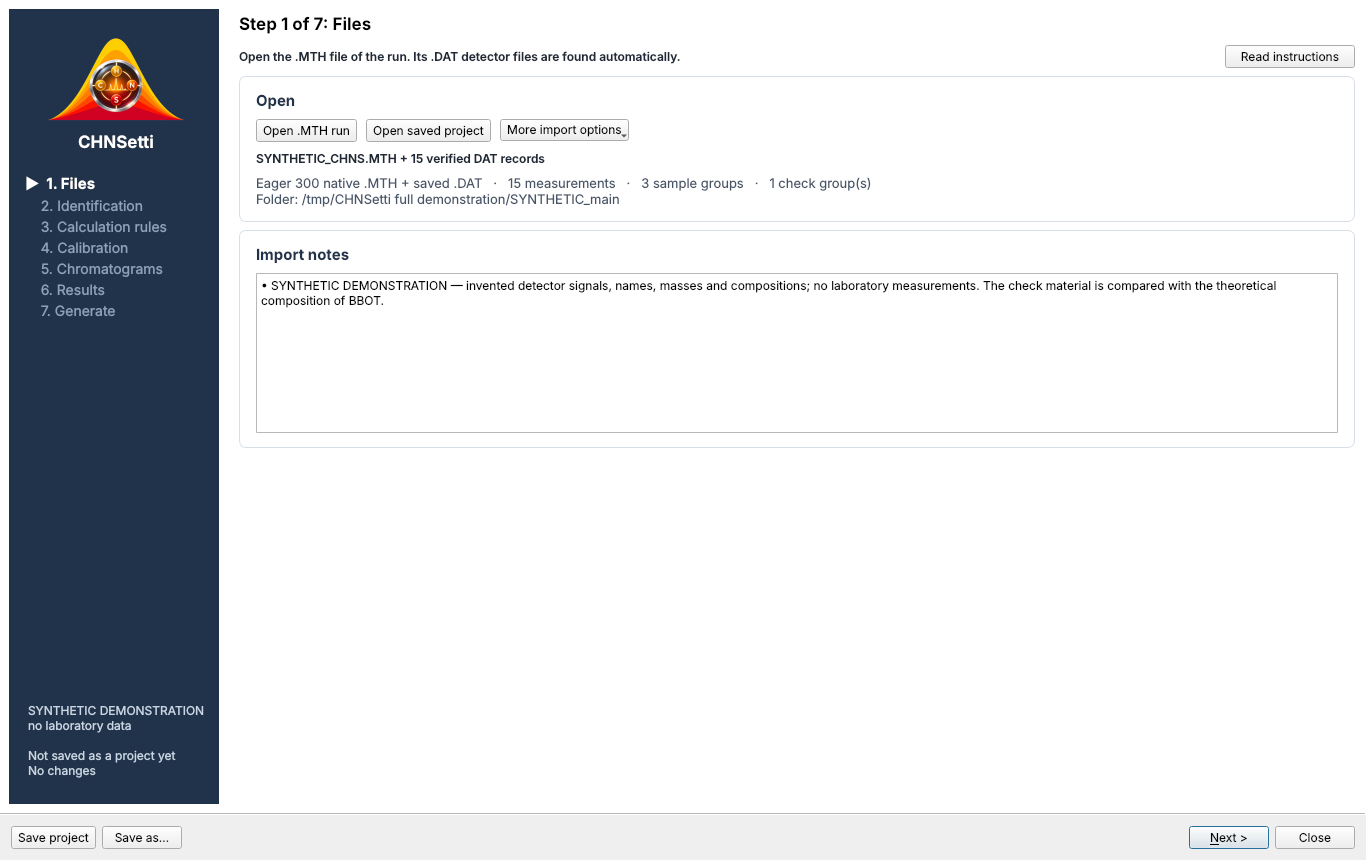 C
H
N
S
CHNSetti
1. Files
2. Identification
3. Calculation rules
4. Calibration
5. Chromatograms
6. Results
7. Generate
SYNTHETIC DEMONSTRATION
no laboratory data
Not saved as a project yet
No changes
Step 1 of 7: Files
Open the .MTH file of the run. Its .DAT detector files are found automatically.
Read instructions
Open
Open .MTH run
Open saved project
More import options
SYNTHETIC_CHNS.MTH + 15 verified DAT records
Eager 300 native .MTH + saved .DAT · 15 measurements · 3 sample groups · 1 check group(s)
Folder: /tmp/CHNSetti full demonstration/SYNTHETIC_main
Import notes
• SYNTHETIC DEMONSTRATION — invented detector signals, names, masses and compositions; no laboratory measurements. The check material is compared with the theoretical
composition of BBOT.
Save project
Save as...
Next >
Close